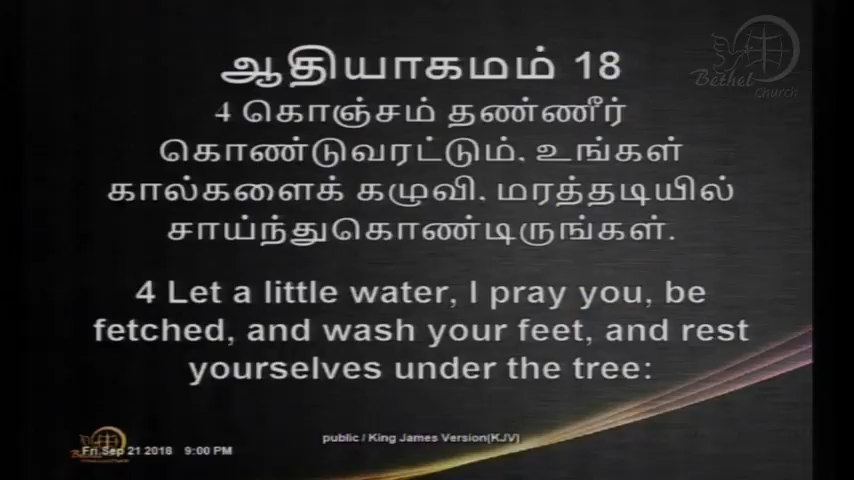 Bethel
Church
ஆதியாகமம் 18
4 கொஞ்சம் தண்ணீர்
கொண்டுவரட்டும். உங்கள்
கால்களைக் கழுவி. மரத்தடியில்
சாய்ந்துகொண்டிருங்கள்.
4 Let a little water, I pray you, be
fetched, and wash your feet, and rest
yourselves under the tree:
public / King James Version(KJV)
Fri Sep 21 2018 9:00 PM